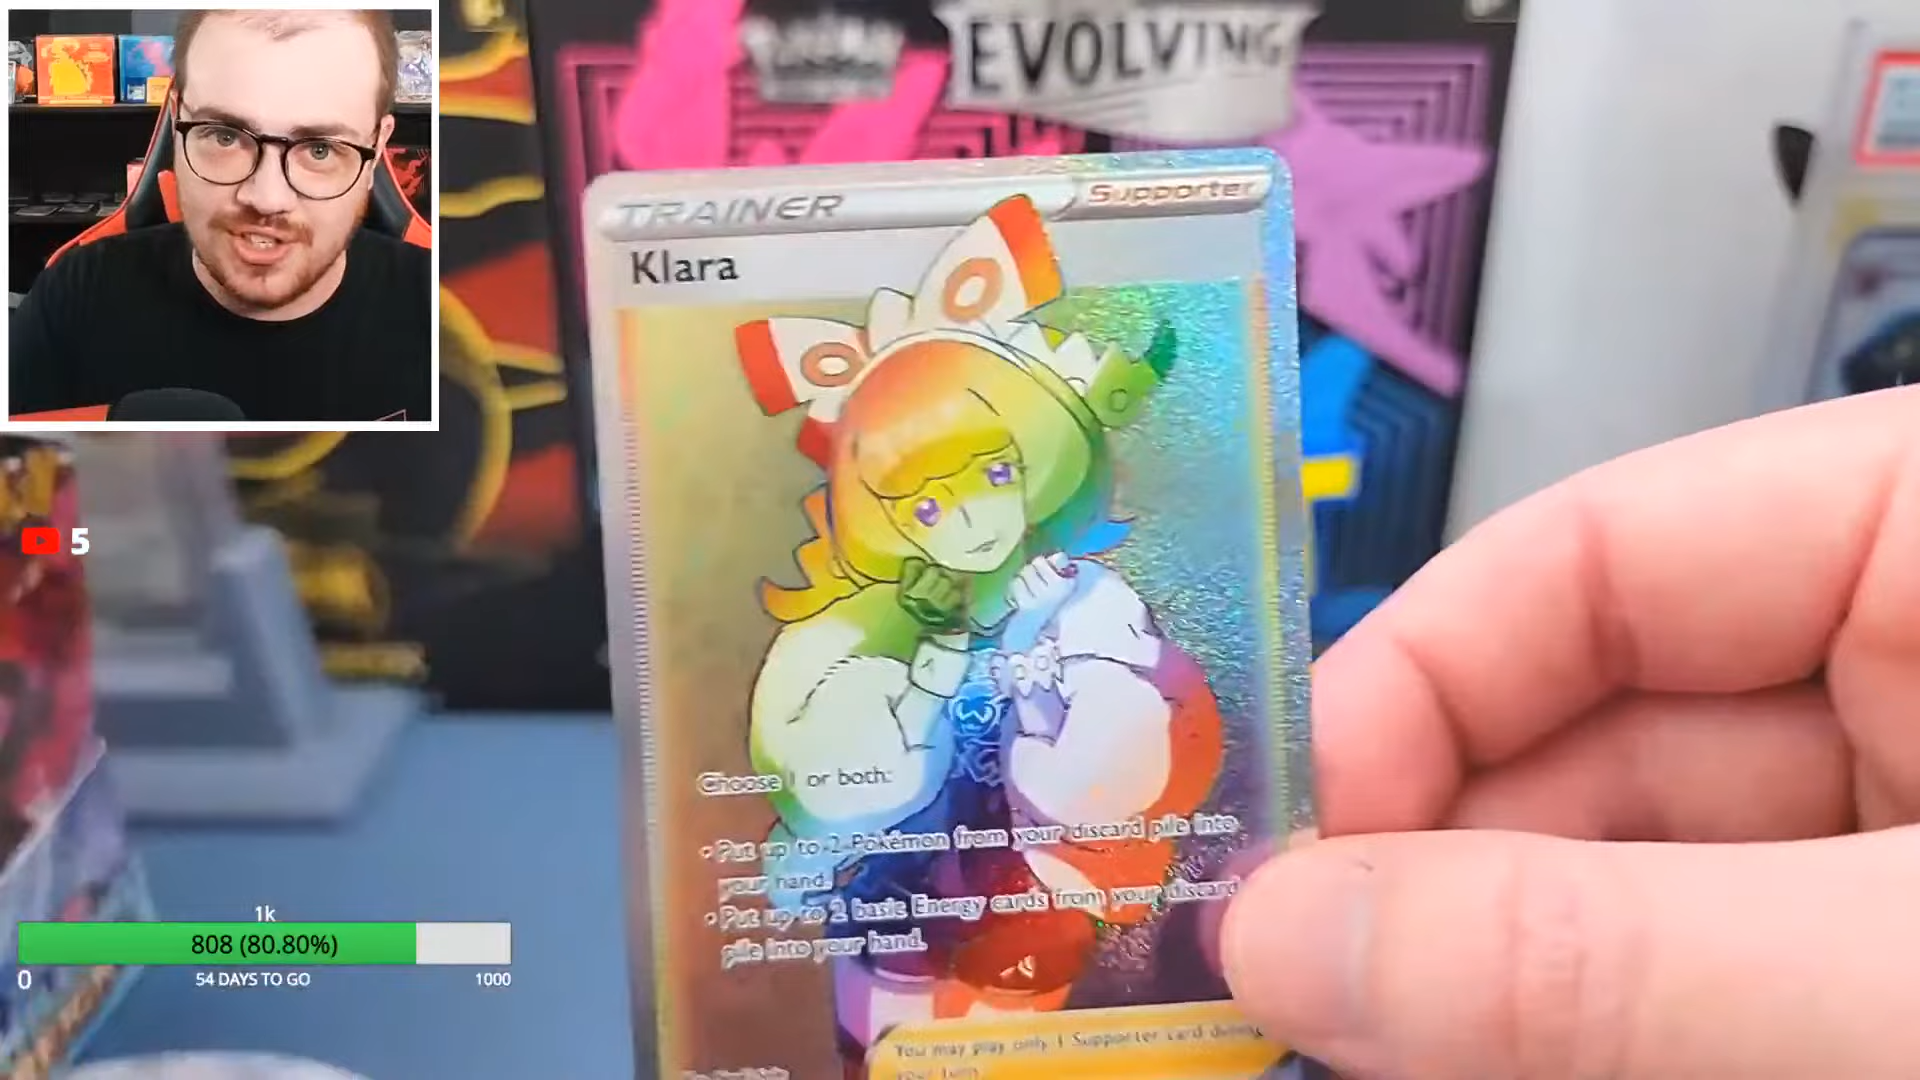 EVOLVING
TRAINER
Supporter
Klara
Choose 1 or both:
• Put up to 2 Pokémon from your discard pile into
your hand.
• Put up to 2 basic Energy cards from your discard
pile into your hand.
You may play only 1 Supporter card during
your turn.
5
1k
808 (80.80%)
0
54 DAYS TO GO
1000